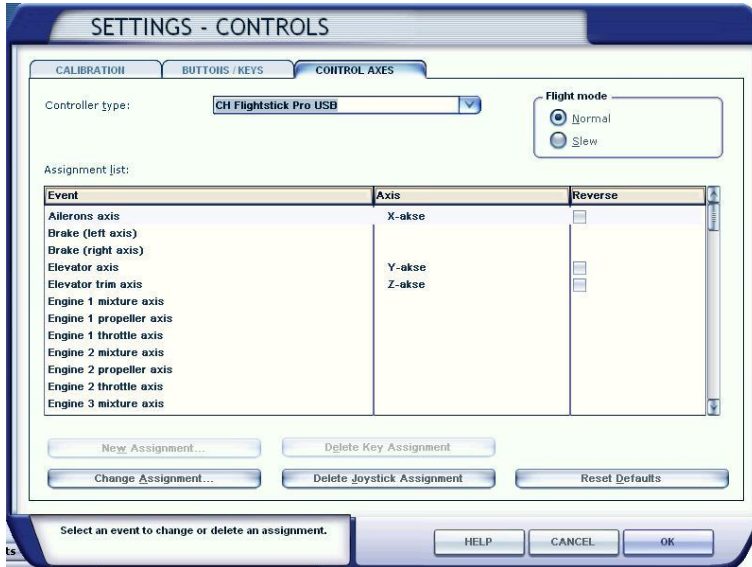 SETTINGS - CONTROLS
CALIBRATION BUTTONS / KEYS CONTROL AXES
Controller type: CH Flightstick Pro USB
Flight mode
Normal
Slew
Assignment list:
Event Axis Reverse
Ailerons axis X-akse
Brake (left axis)
Brake (right axis)
Elevator axis Y-akse
Elevator trim axis Z-akse
Engine 1 mixture axis
Engine 1 propeller axis
Engine 1 throttle axis
Engine 2 mixture axis
Engine 2 propeller axis
Engine 2 throttle axis
Engine 3 mixture axis
New Assignment... Delete Key Assignment
Change Assignment... Delete Joystick Assignment Reset Defaults
Select an event to change or delete an assignment.
HELP CANCEL OK
ts